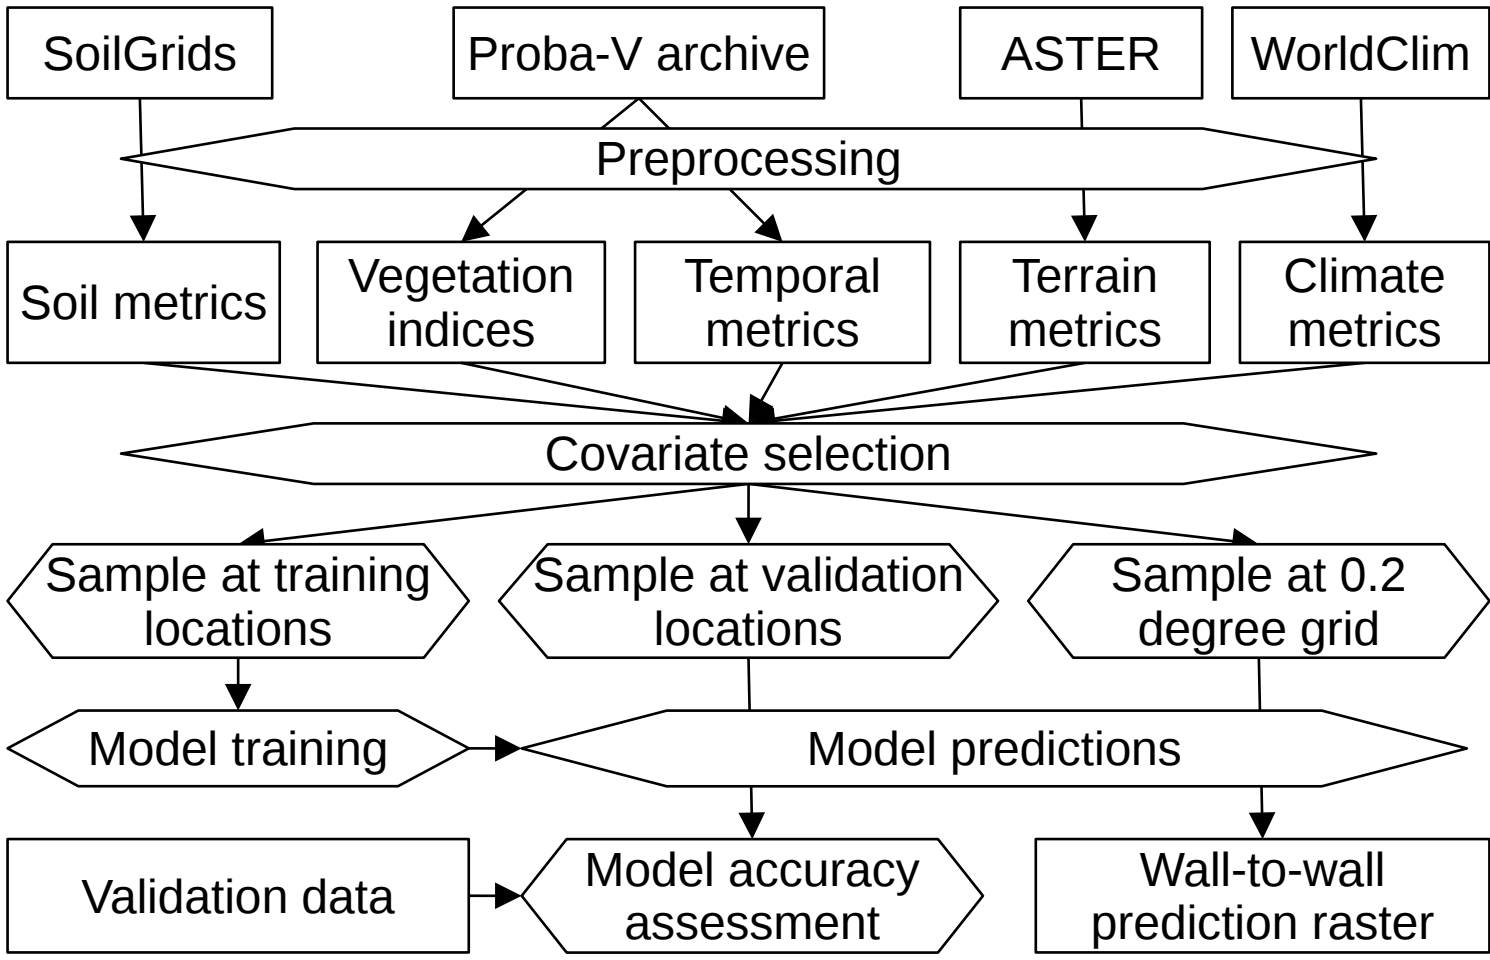 SoilGrids
Proba-V archive
ASTER
WorldClim
Preprocessing
Soil metrics
Vegetation
indices
Temporal
metrics
Terrain
metrics
Climate
metrics
Covariate selection
Sample at training
locations
Sample at validation
locations
Sample at 0.2
degree grid
Model training
Model predictions
Validation data
Model accuracy
assessment
Wall-to-wall
prediction raster